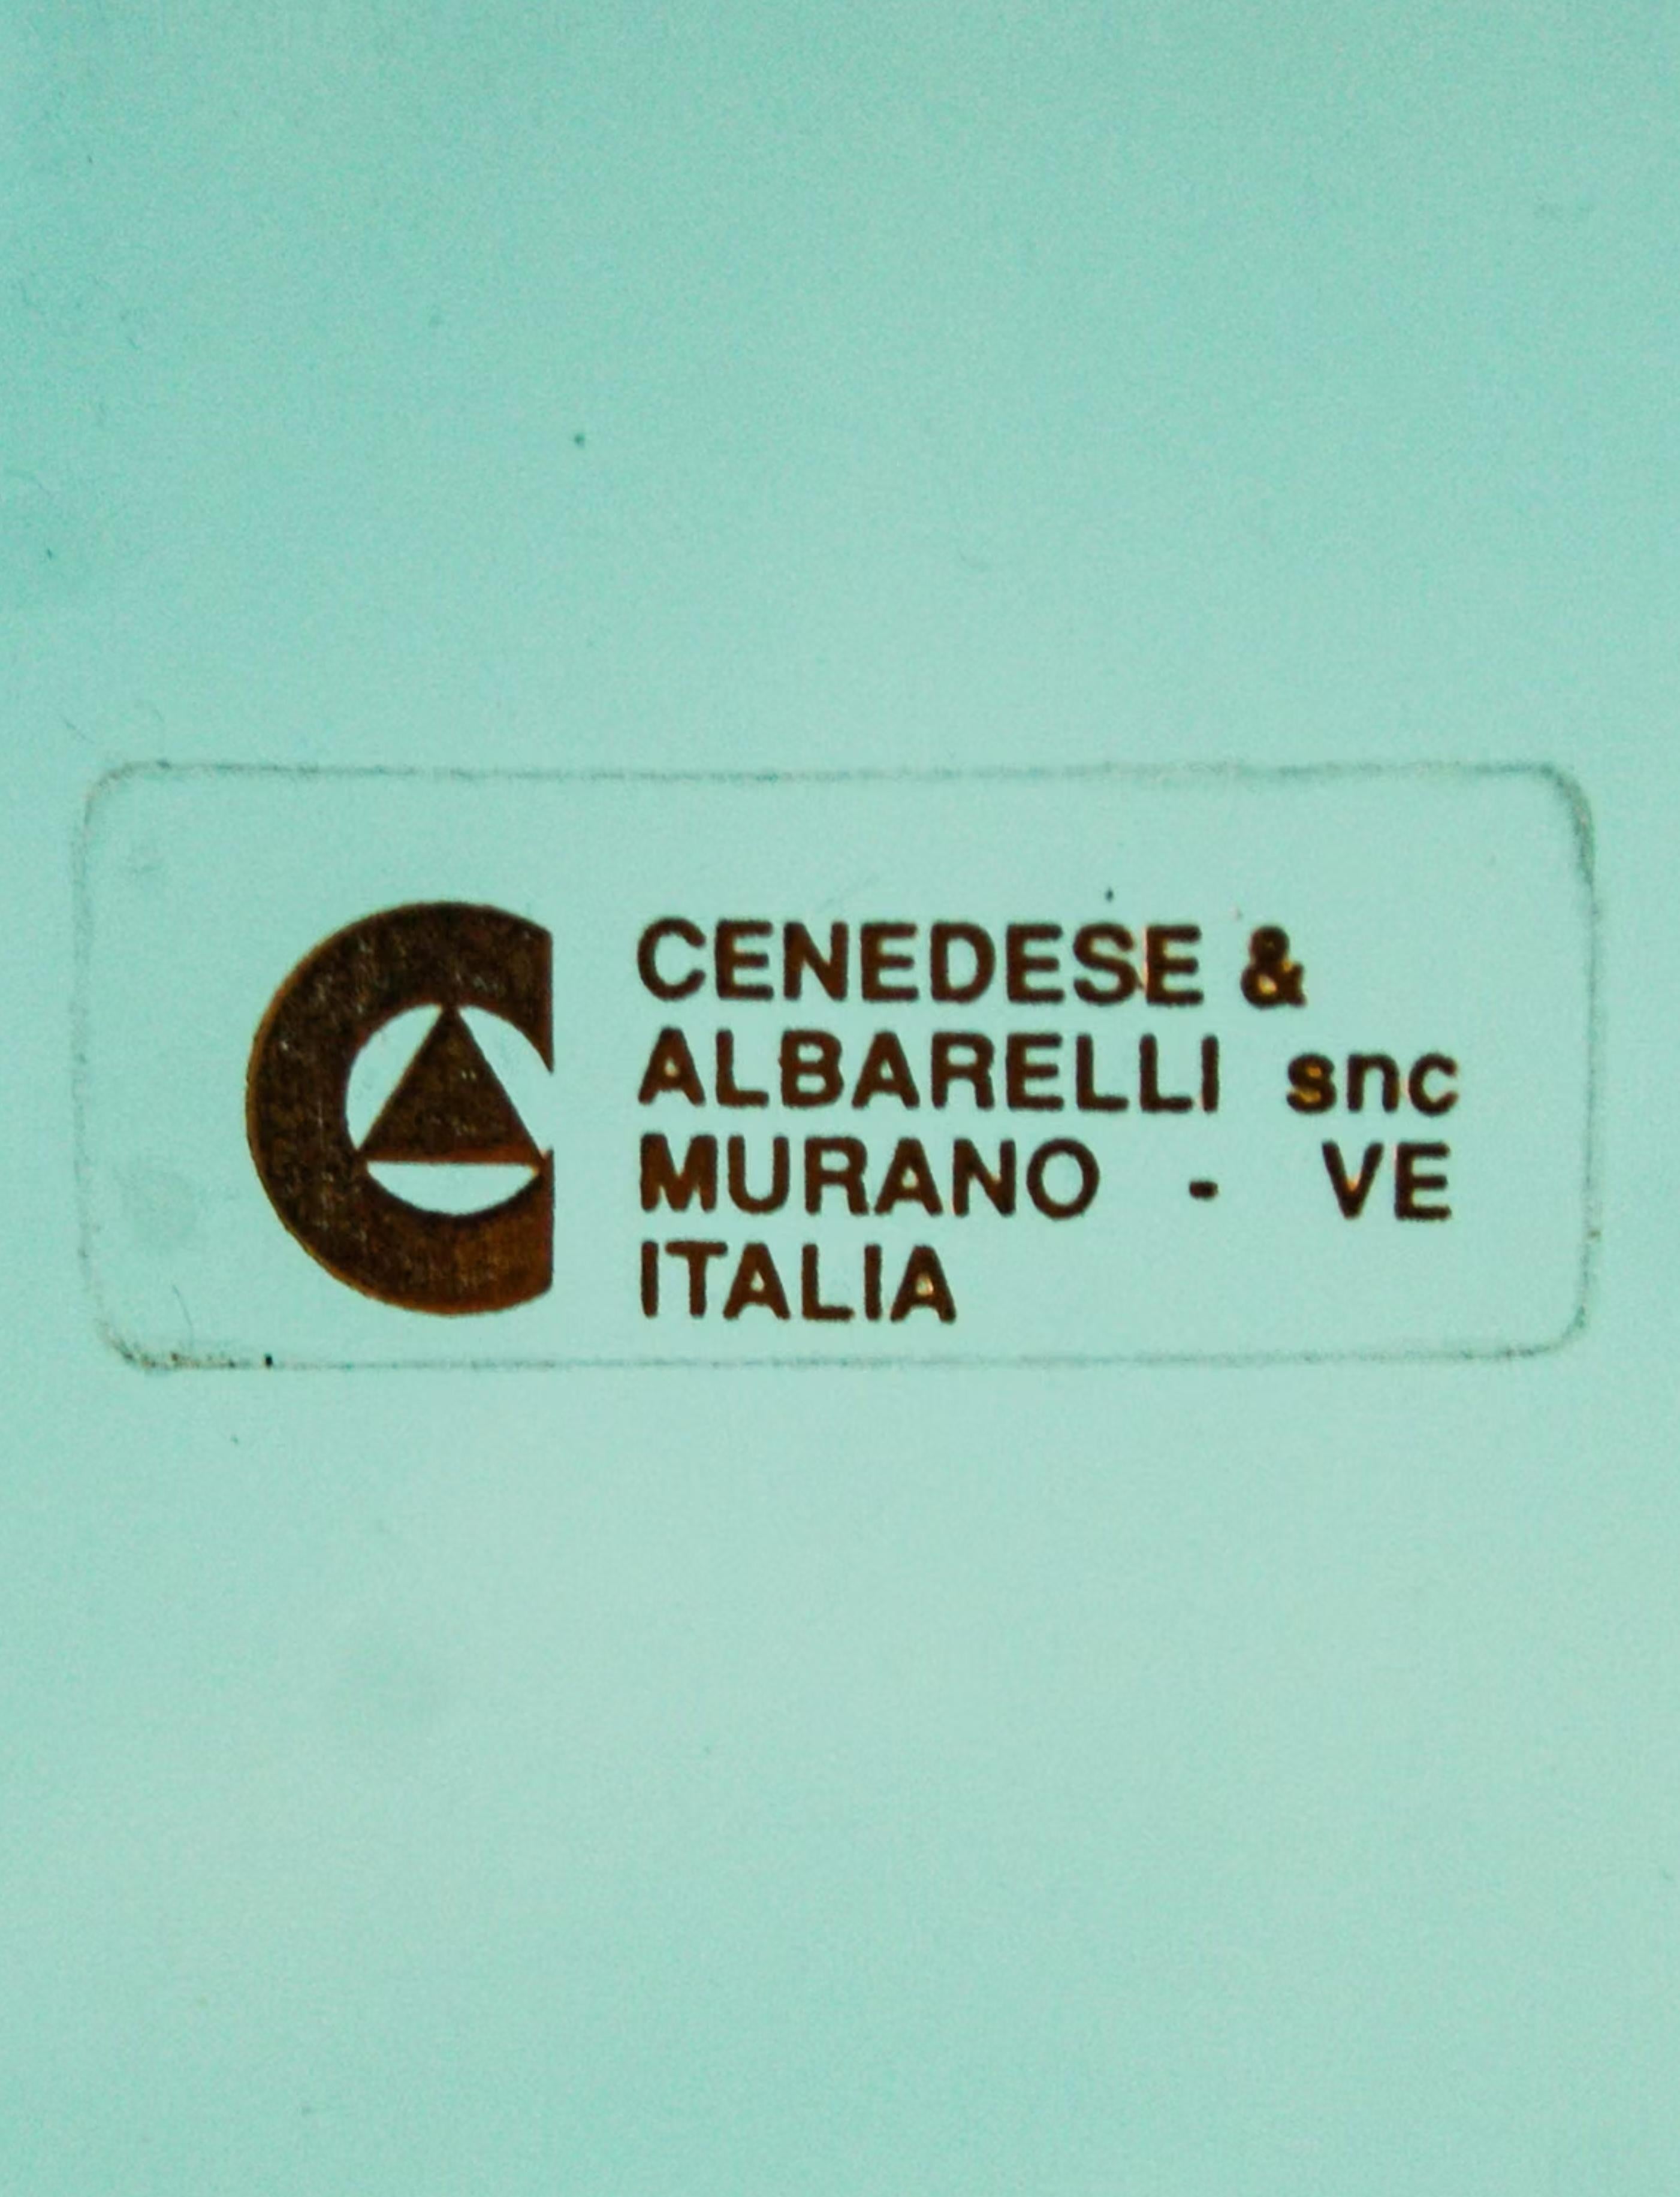 CENEDESE &
ALBARELLI snc
MURANO - VE
ITALIA